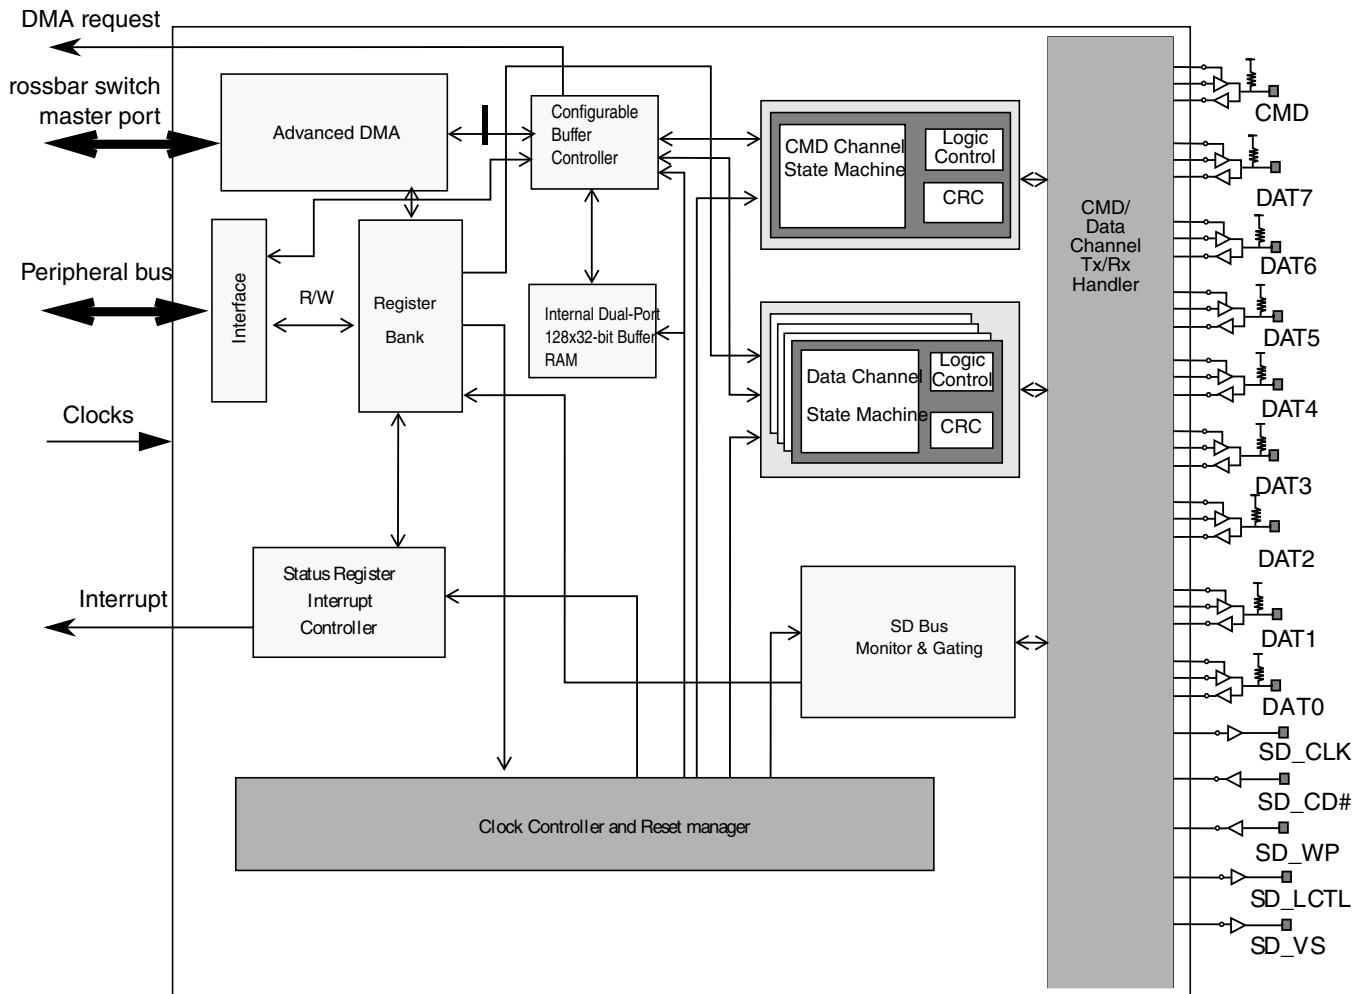 DMA request
rossbar switch
master port
Peripheral bus
Clocks
Interrupt
Advanced DMA
Configurable
Buffer
Controller
Interface
R/W
Register
Bank
Internal Dual-Port
128x32-bit Buffer
RAM
Status Register
Interrupt
Controller
CMD Channel
State Machine
Logic
Control
CRC
Data Channel
State Machine
Logic
Control
CRC
SD Bus
Monitor & Gating
Clock Controller and Reset manager
CMD/
Data
Channel
Tx/Rx
Handler
CMD
DAT7
DAT6
DAT5
DAT4
DAT3
DAT2
DAT1
DAT0
SD_CLK
SD_CD#
SD_WP
SD_LCTL
SD_VS